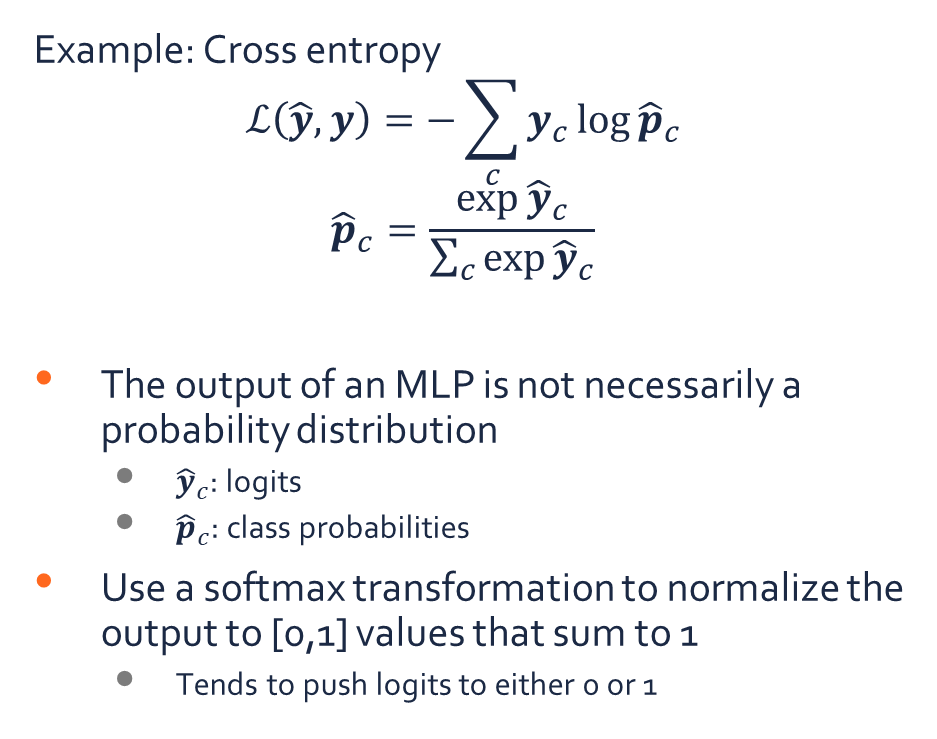 Example: Cross entropy
ℒ(ŷ, y) = − ∑_c y_c log p̂_c
p̂_c = exp ŷ_c / ∑_c exp ŷ_c
• The output of an MLP is not necessarily a
probability distribution
• ŷ_c: logits
• p̂_c: class probabilities
• Use a softmax transformation to normalize the
output to [0,1] values that sum to 1
• Tends to push logits to either 0 or 1